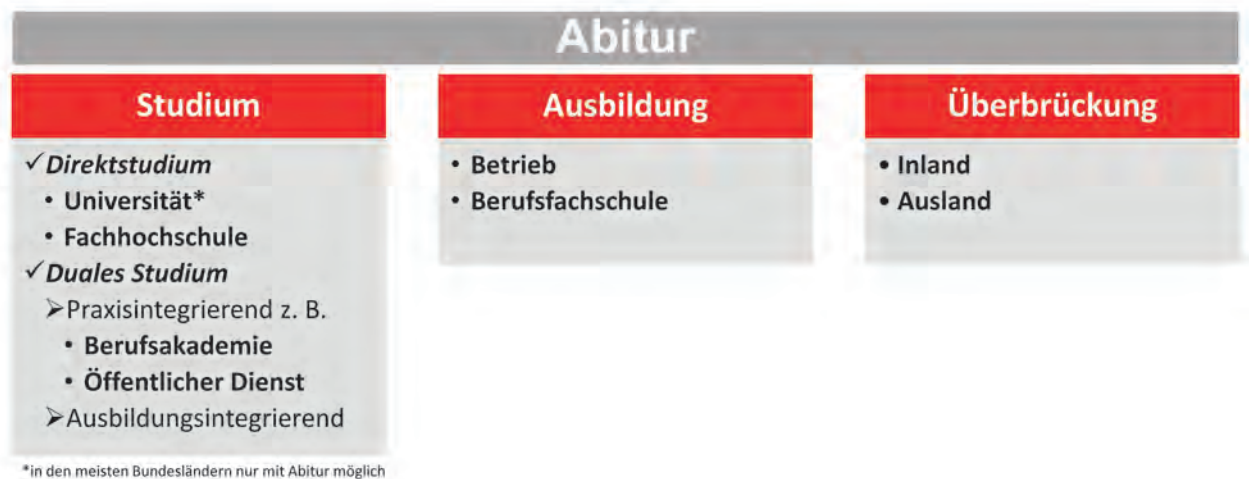 Abitur
Studium
✓Direktstudium
• Universität*
• Fachhochschule
✓Duales Studium
➢Praxisintegrierend z. B.
• Berufsakademie
• Öffentlicher Dienst
➢Ausbildungsintegrierend
*in den meisten Bundesländern nur mit Abitur möglich
Ausbildung
• Betrieb
• Berufsfachschule
Überbrückung
• Inland
• Ausland